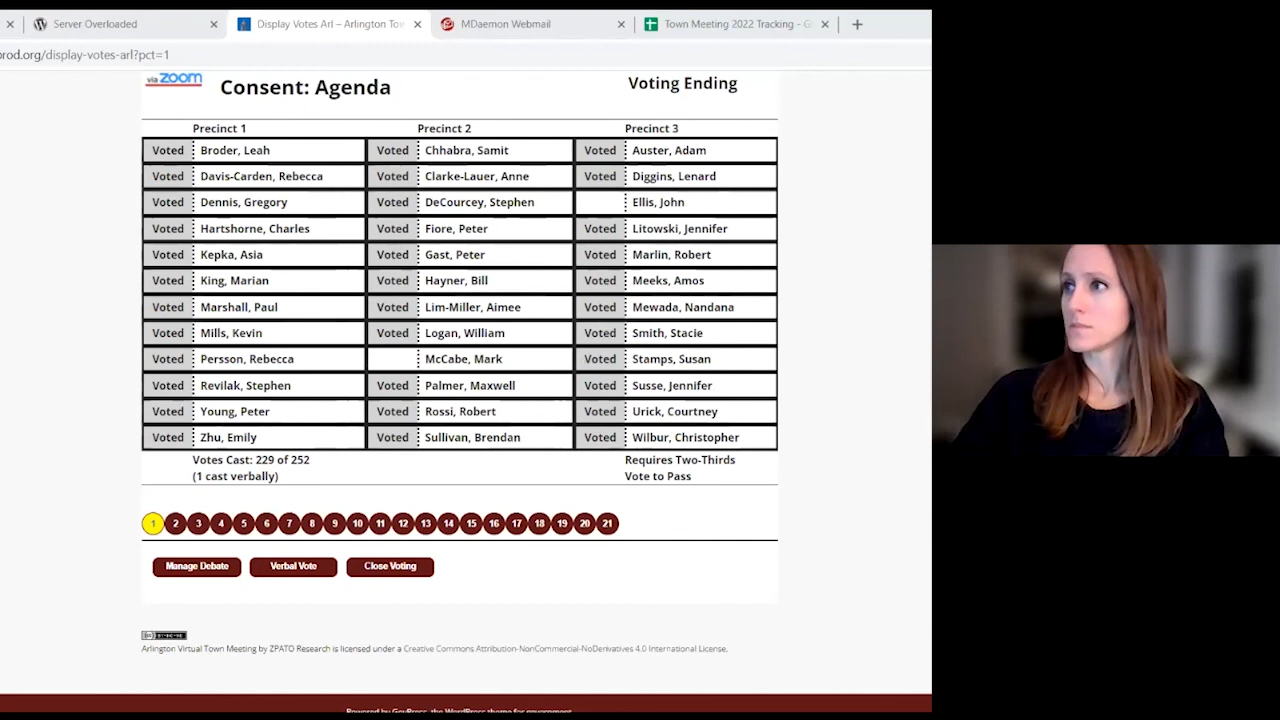 Server Overloaded
Display Votes Arl – Arlington Tow
MDaemon Webmail
Town Meeting 2022 Tracking - G
prod.org/display-votes-arl?pct=1
via zoom
Consent: Agenda
Voting Ending
Precinct 1 Precinct 2 Precinct 3
Voted Broder, Leah Voted Chhabra, Samit Voted Auster, Adam
Voted Davis-Carden, Rebecca Voted Clarke-Lauer, Anne Voted Diggins, Lenard
Voted Dennis, Gregory Voted DeCourcey, Stephen Ellis, John
Voted Hartshorne, Charles Voted Fiore, Peter Voted Litowski, Jennifer
Voted Kepka, Asia Voted Gast, Peter Voted Marlin, Robert
Voted King, Marian Voted Hayner, Bill Voted Meeks, Amos
Voted Marshall, Paul Voted Lim-Miller, Aimee Voted Mewada, Nandana
Voted Mills, Kevin Voted Logan, William Voted Smith, Stacie
Voted Persson, Rebecca McCabe, Mark Voted Stamps, Susan
Voted Revilak, Stephen Voted Palmer, Maxwell Voted Susse, Jennifer
Voted Young, Peter Voted Rossi, Robert Voted Urick, Courtney
Voted Zhu, Emily Voted Sullivan, Brendan Voted Wilbur, Christopher
Votes Cast: 229 of 252 Requires Two-Thirds
(1 cast verbally) Vote to Pass
1 2 3 4 5 6 7 8 9 10 11 12 13 14 15 16 17 18 19 20 21
Manage Debate Verbal Vote Close Voting
Arlington Virtual Town Meeting by ZPATO Research is licensed under a Creative Commons Attribution-NonCommercial-NoDerivatives 4.0 International License.
Powered by GovPress, the WordPress theme for government.